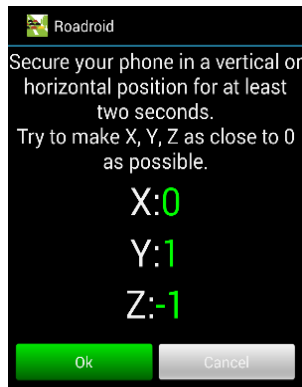 Roadroid
Secure your phone in a vertical or
horizontal position for at least
two seconds.
Try to make X, Y, Z as close to 0
as possible.
X:0
Y:1
Z:-1
Ok
Cancel